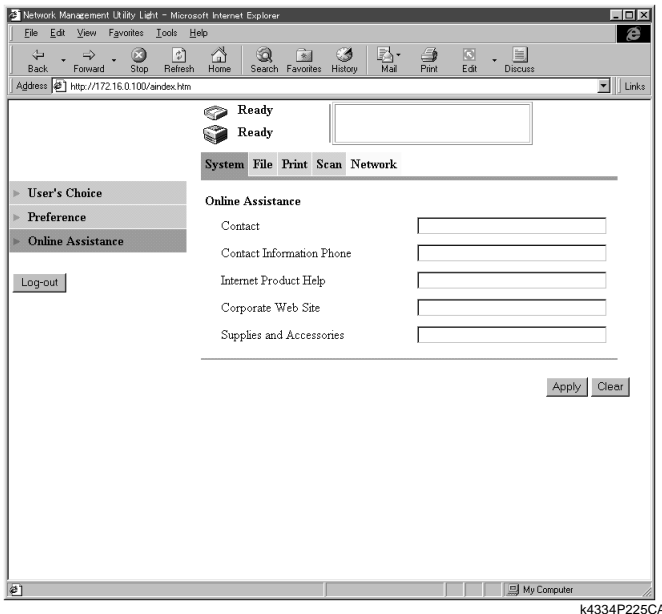 Network Management Utility Light - Microsoft Internet Explorer
File Edit View Favorites Tools Help
Back Forward Stop Refresh Home Search Favorites History Mail Print Edit Discuss
Address http://172.16.0.100/aindex.htm Links
Ready
Ready
System File Print Scan Network
User's Choice
Preference
Online Assistance
Log-out
Online Assistance
Contact
Contact Information Phone
Internet Product Help
Corporate Web Site
Supplies and Accessories
Apply Clear
My Computer
k4334P225CA